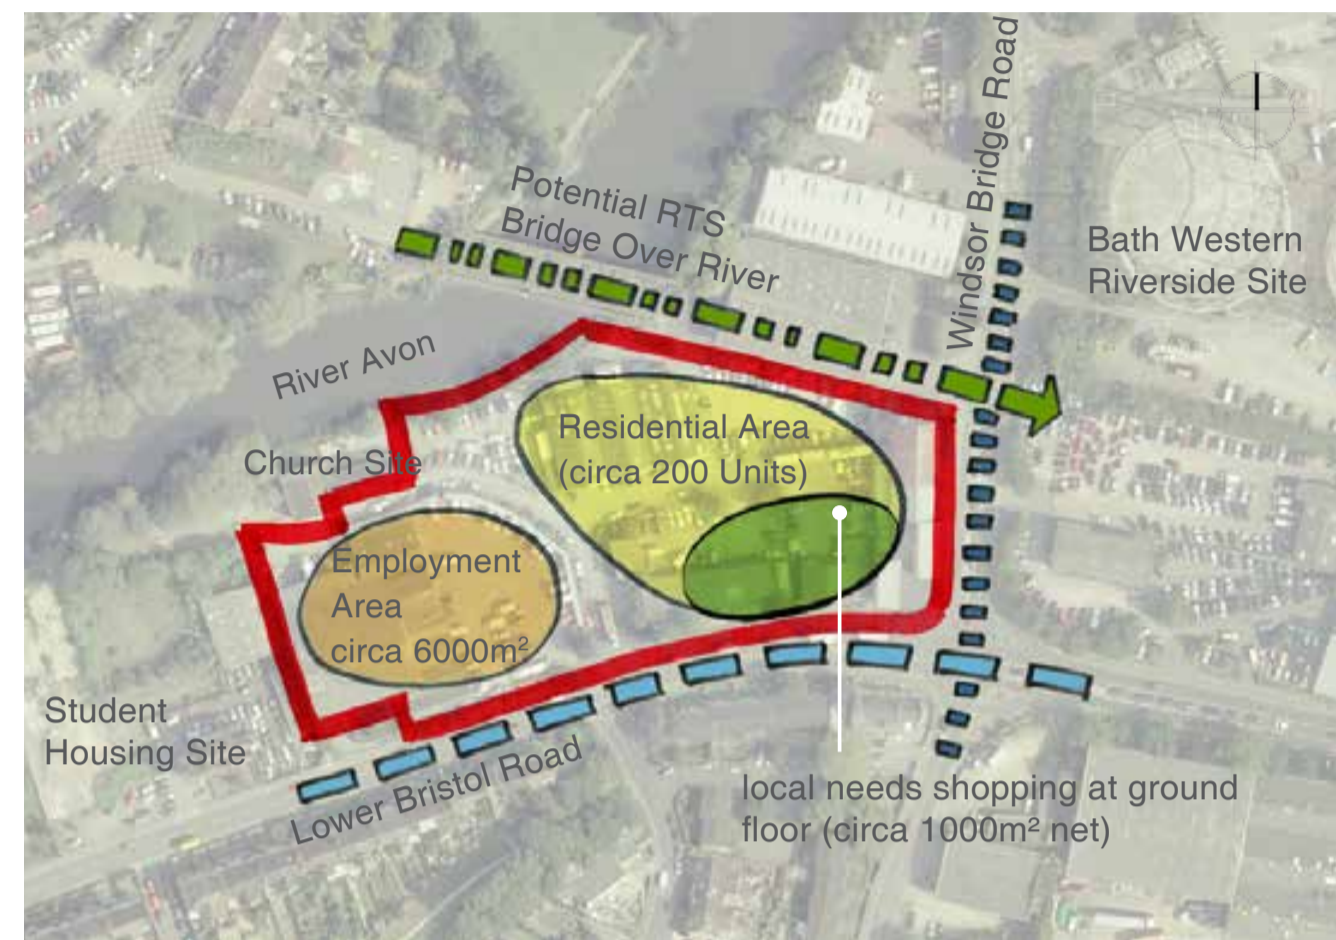 Windsor Bridge Road
Potential RTS
Bridge Over River
Bath Western
Riverside Site
River Avon
Residential Area
(circa 200 Units)
Church Site
Employment
Area
circa 6000m²
Student
Housing Site
Lower Bristol Road
local needs shopping at ground
floor (circa 1000m² net)